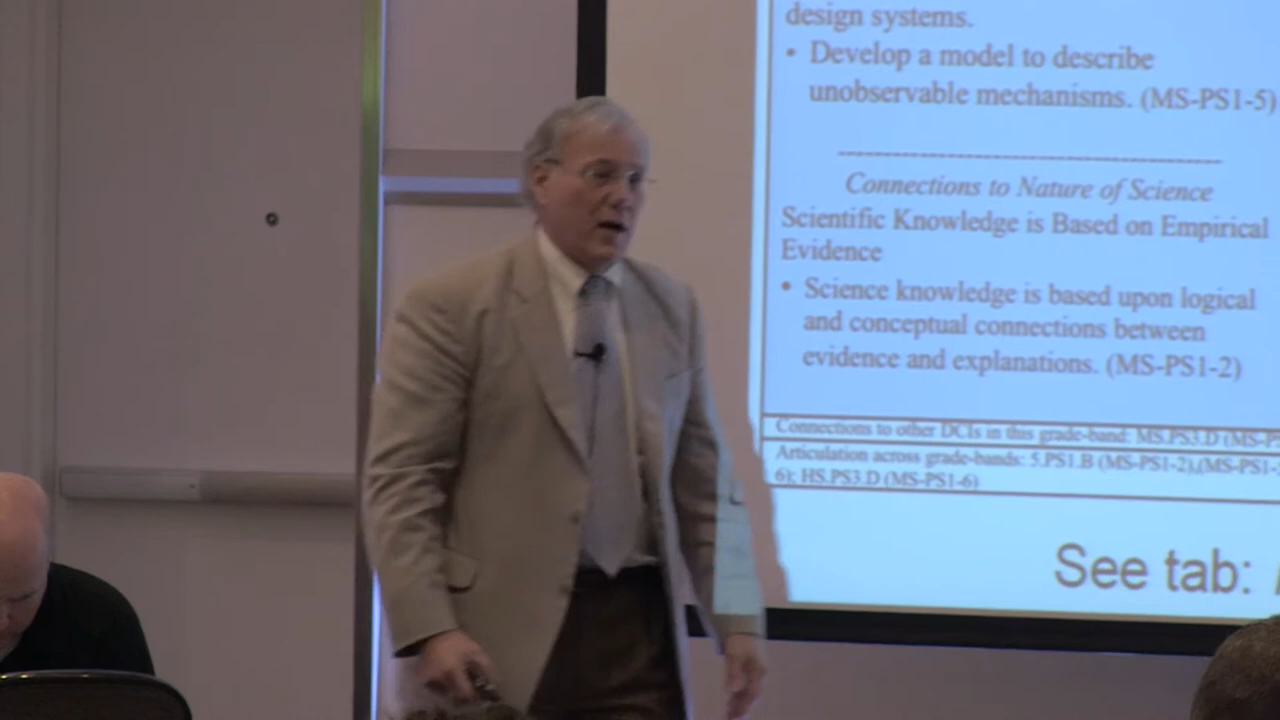 design systems.
• Develop a model to describe
unobservable mechanisms. (MS-PS1-5)
Connections to Nature of Science
Scientific Knowledge is Based on Empirical
Evidence
• Science knowledge is based upon logical
and conceptual connections between
evidence and explanations. (MS-PS1-2)
Connections to other DCIs in this grade-band: MS.PS3.D (MS-P
Articulation across grade-bands: 5.PS1.B (MS-PS1-2),(MS-PS1-
6); HS.PS3.D (MS-PS1-6)
See tab: